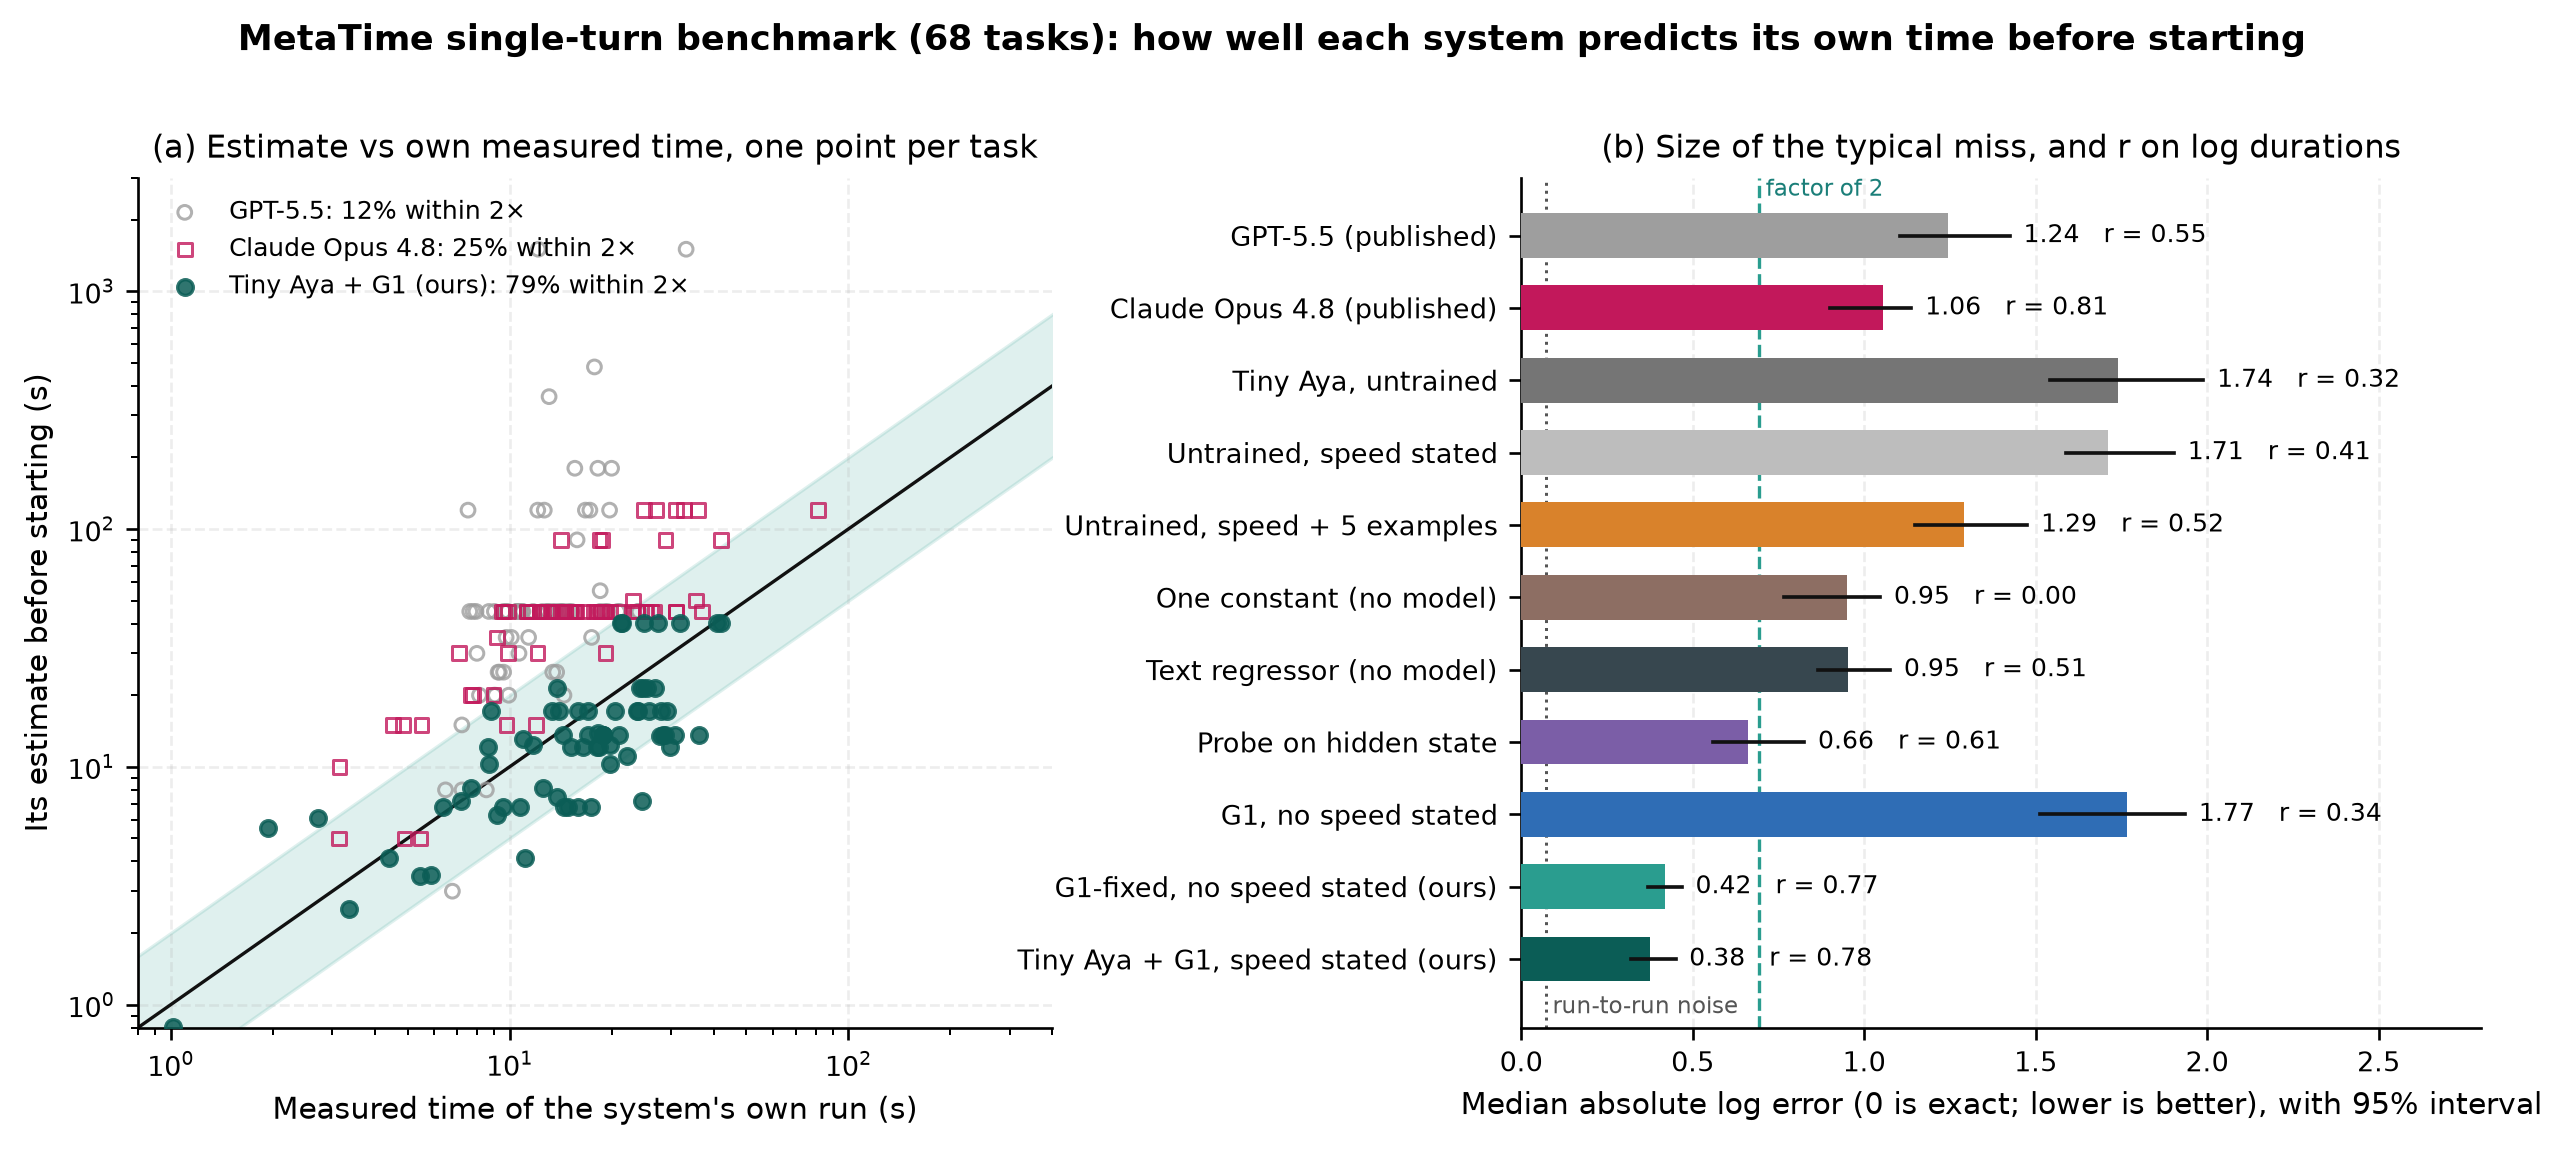 MetaTime single-turn benchmark (68 tasks): how well each system predicts its own time before starting
(a) Estimate vs own measured time, one point per task
GPT-5.5: 12% within 2×
Claude Opus 4.8: 25% within 2×
Tiny Aya + G1 (ours): 79% within 2×
10³
10²
10¹
10⁰
Its estimate before starting (s)
10⁰ 10¹ 10²
Measured time of the system's own run (s)
(b) Size of the typical miss, and r on log durations
factor of 2
GPT-5.5 (published) 1.24 r = 0.55
Claude Opus 4.8 (published) 1.06 r = 0.81
Tiny Aya, untrained 1.74 r = 0.32
Untrained, speed stated 1.71 r = 0.41
Untrained, speed + 5 examples 1.29 r = 0.52
One constant (no model) 0.95 r = 0.00
Text regressor (no model) 0.95 r = 0.51
Probe on hidden state 0.66 r = 0.61
G1, no speed stated 1.77 r = 0.34
G1-fixed, no speed stated (ours) 0.42 r = 0.77
Tiny Aya + G1, speed stated (ours) 0.38 r = 0.78
run-to-run noise
0.0 0.5 1.0 1.5 2.0 2.5
Median absolute log error (0 is exact; lower is better), with 95% interval